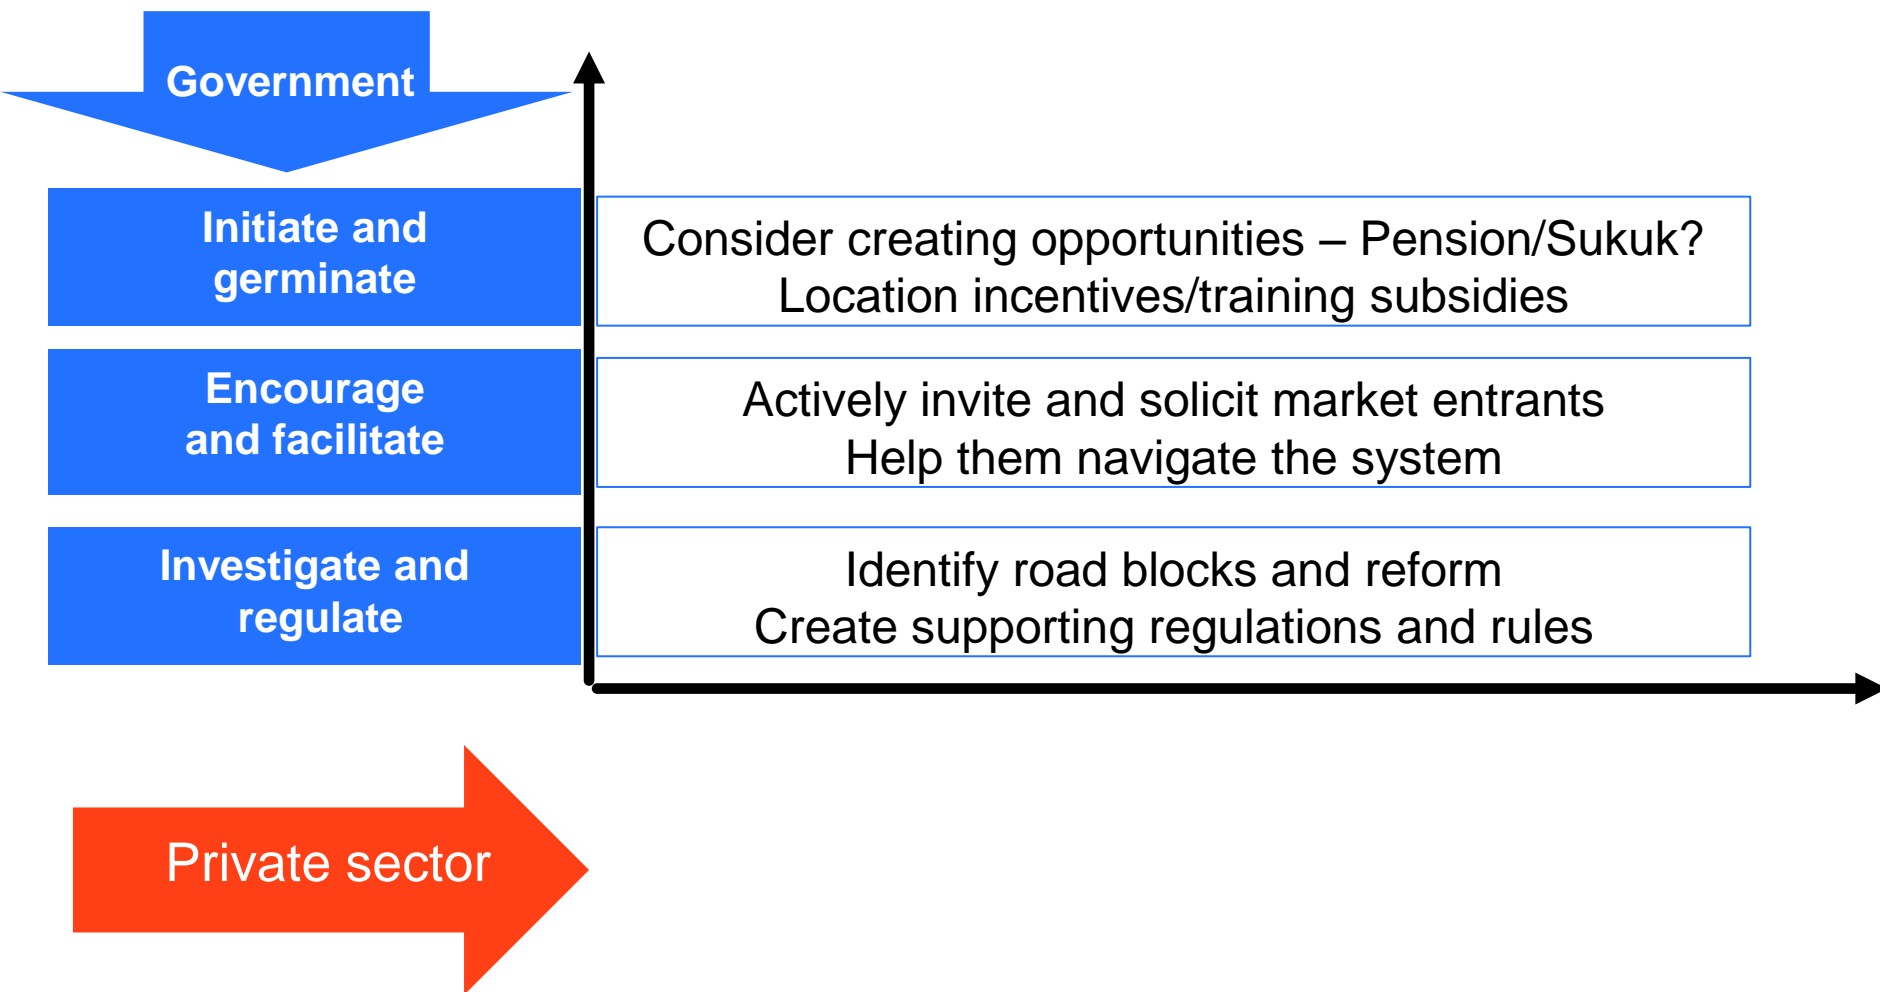 Government
Initiate and
germinate
Consider creating opportunities – Pension/Sukuk?
Location incentives/training subsidies
Encourage
and facilitate
Actively invite and solicit market entrants
Help them navigate the system
Investigate and
regulate
Identify road blocks and reform
Create supporting regulations and rules
Private sector